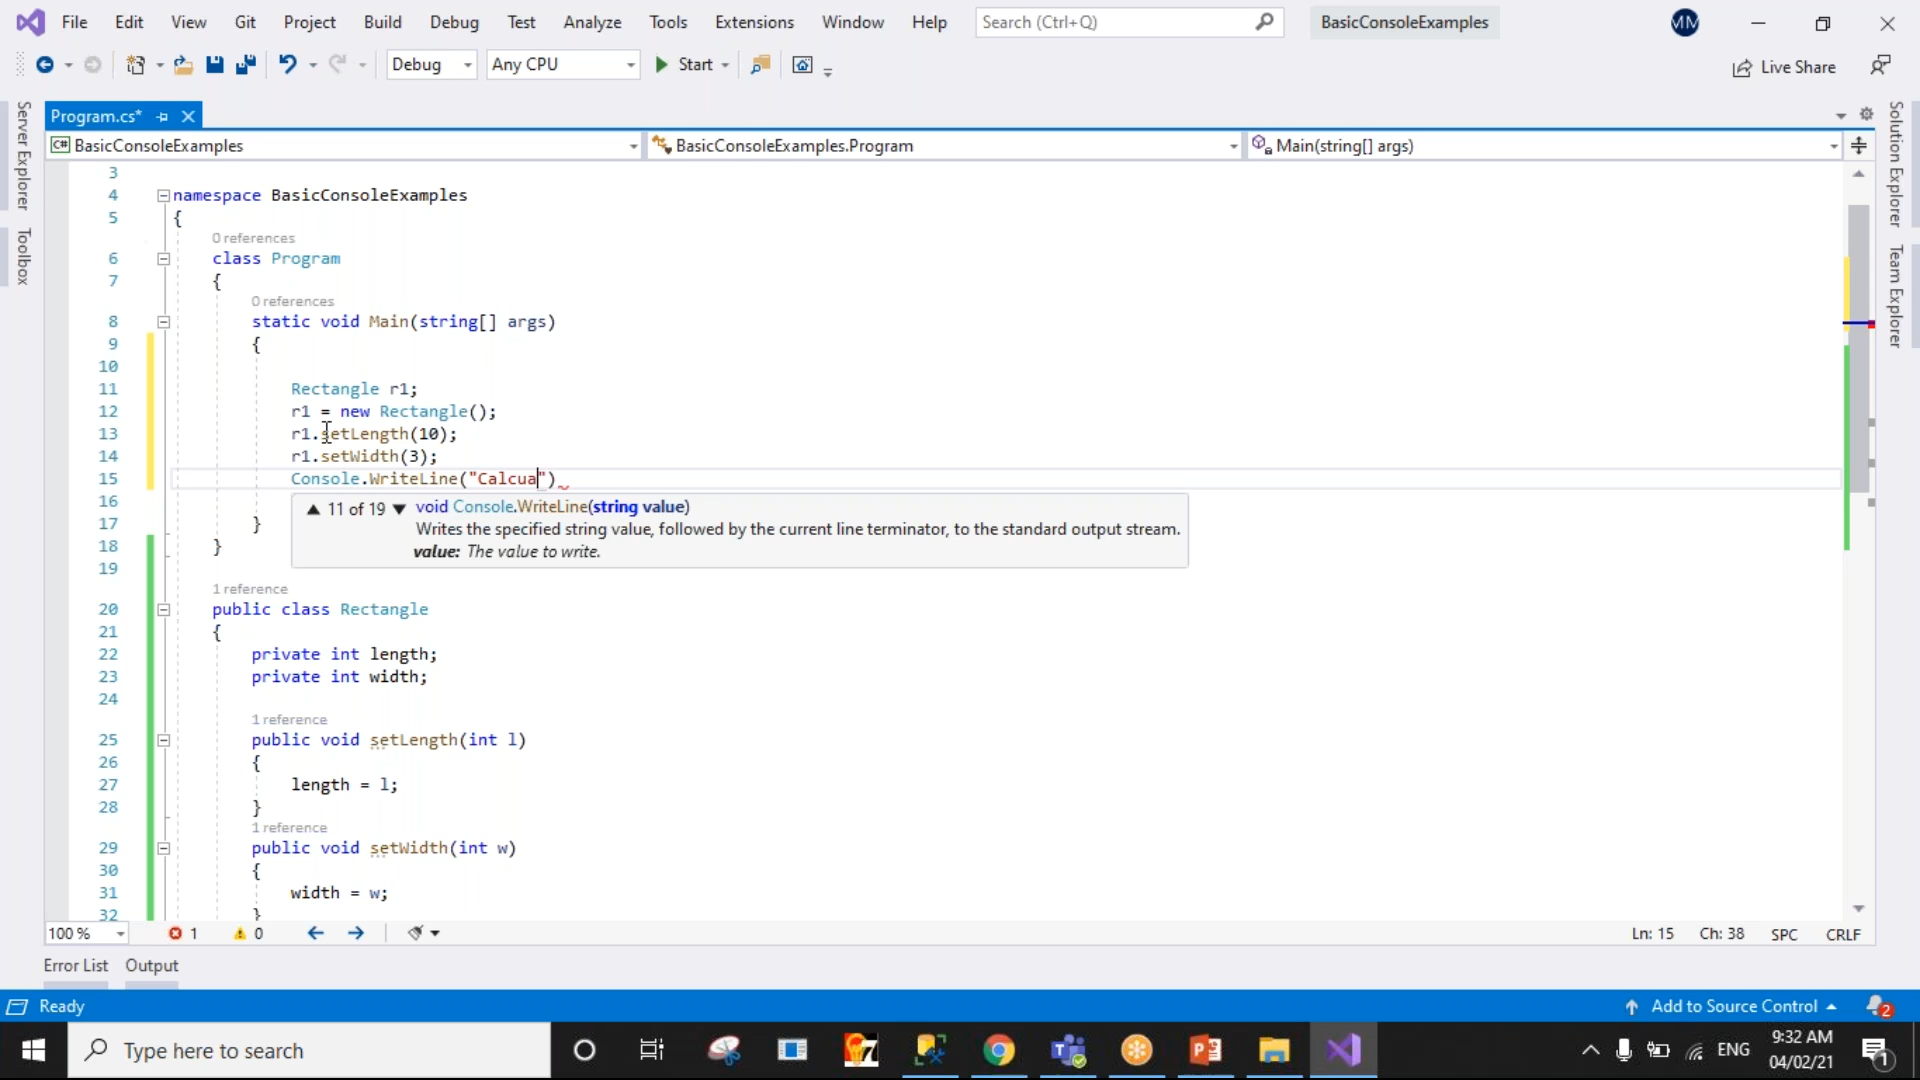 File Edit View Git Project Build Debug Test Analyze Tools Extensions Window Help Search (Ctrl+Q) BasicConsoleExamples MM
Debug Any CPU Start Live Share
Server Explorer
Toolbox
Program.cs*
C# BasicConsoleExamples BasicConsoleExamples.Program Main(string[] args)
3
4 namespace BasicConsoleExamples
5 {
0 references
6 class Program
7 {
0 references
8 static void Main(string[] args)
9 {
10
11 Rectangle r1;
12 r1 = new Rectangle();
13 r1.setLength(10);
14 r1.setWidth(3);
15 Console.WriteLine("Calcua")
16 ▲ 11 of 19 ▼ void Console.WriteLine(string value)
Writes the specified string value, followed by the current line terminator, to the standard output stream.
value: The value to write.
17 }
18 }
19
1 reference
20 public class Rectangle
21 {
22 private int length;
23 private int width;
24
1 reference
25 public void setLength(int l)
26 {
27 length = l;
28 }
1 reference
29 public void setWidth(int w)
30 {
31 width = w;
32 }
Solution Explorer
Team Explorer
100 % 1 0 Ln: 15 Ch: 38 SPC CRLF
Error List Output
Ready Add to Source Control 2
Type here to search ENG 9:32 AM
04/02/21 1